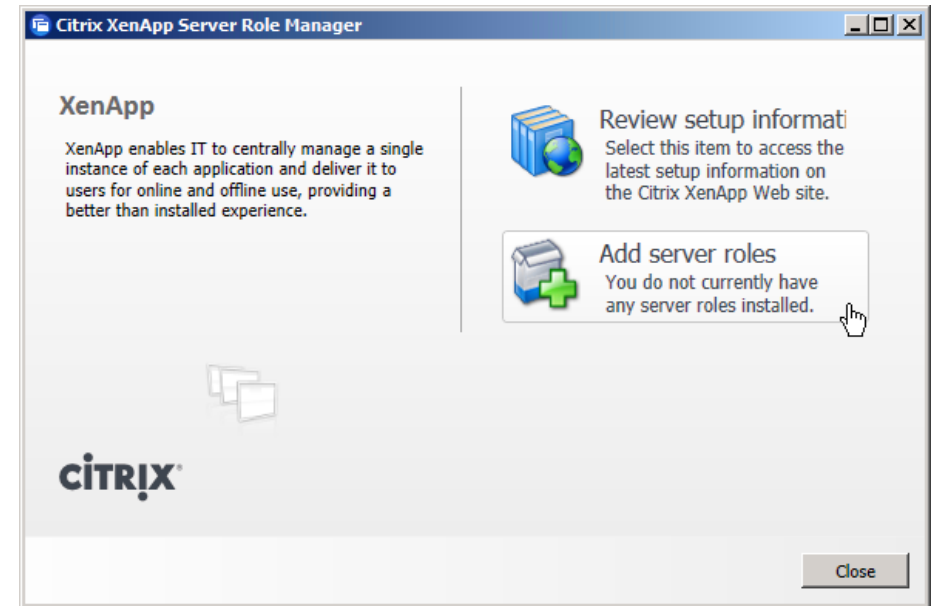 Citrix XenApp Server Role Manager
XenApp
XenApp enables IT to centrally manage a single
instance of each application and deliver it to
users for online and offline use, providing a
better than installed experience.
Review setup informati
Select this item to access the
latest setup information on
the Citrix XenApp Web site.
Add server roles
You do not currently have
any server roles installed.
CİTRỊX
Close